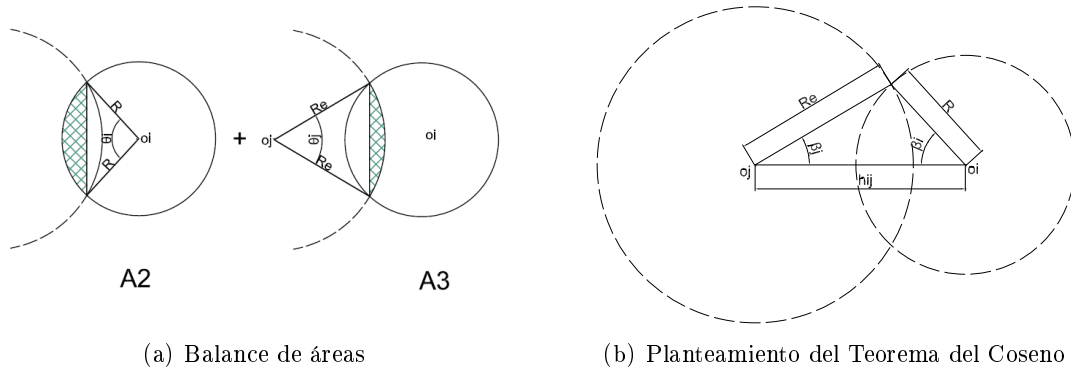 R
θi
oi
R
+
Re
oj
θj
Re
oi
A2
A3
(a) Balance de áreas
Re
R
βj
βi
oj
oi
hij
(b) Planteamiento del Teorema del Coseno